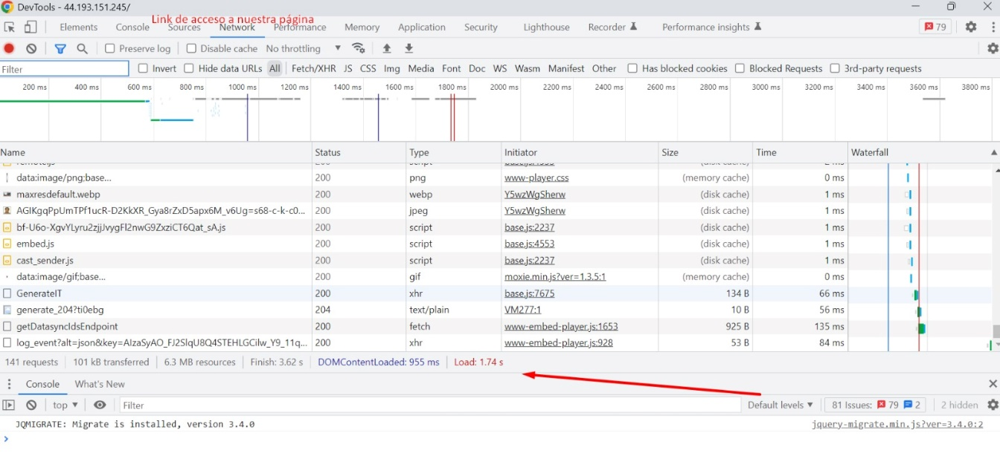 DevTools - 44.193.151.245/
Link de acceso a nuestra página
Elements Console Sources Network Performance Memory Application Security Lighthouse Recorder Performance insights 79
Preserve log Disable cache No throttling
Filter Invert Hide data URLs All Fetch/XHR JS CSS Img Media Font Doc WS Wasm Manifest Other Has blocked cookies Blocked Requests 3rd-party requests
200 ms 400 ms 600 ms 800 ms 1000 ms 1200 ms 1400 ms 1600 ms 1800 ms 2000 ms 2200 ms 2400 ms 2600 ms 2800 ms 3000 ms 3200 ms 3400 ms 3600 ms 3800 ms
Name Status Type Initiator Size Time Waterfall
data:image/png;base... 200 png www-player.css (memory cache) 0 ms
maxresdefault.webp 200 webp Y5wzWgSherw (disk cache) 1 ms
AGIKgqPpUmTPf1ucR-D2KkXR_Gya8rZxD5apx6M_v6Ug=s68-c-k-c0... 200 jpeg Y5wzWgSherw (disk cache) 1 ms
bf-U6o-XgvYLyru2zjjJvygFl2nwG9ZxziCT6Qat_sA.js 200 script base.js:2237 (disk cache) 1 ms
embed.js 200 script base.js:4553 (disk cache) 1 ms
cast_sender.js 200 script base.js:2237 (disk cache) 1 ms
data:image/gif;base... 200 gif moxie.min.js?ver=1.3.5:1 (memory cache) 0 ms
GenerateIT 200 xhr base.js:7675 134 B 66 ms
generate_204?ti0ebg 204 text/plain VM277:1 10 B 56 ms
getDatasyncIdsEndpoint 200 fetch www-embed-player.js:1653 925 B 135 ms
log_event?alt=json&key=AIzaSyAO_FJ2SlqU8Q4STEHLGCilw_Y9_11q... 200 xhr www-embed-player.js:928 53 B 84 ms
141 requests 101 kB transferred 6.3 MB resources Finish: 3.62 s DOMContentLoaded: 955 ms Load: 1.74 s
Console What's New
top Filter Default levels 81 Issues: 79 2 2 hidden
JQMIGRATE: Migrate is installed, version 3.4.0 jquery-migrate.min.js?ver=3.4.0:2